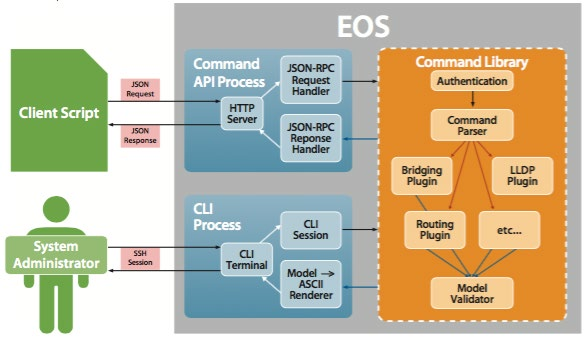 EOS
Client Script
JSON
Request
JSON
Response
Command
API Process
HTTP
Server
JSON-RPC
Request
Handler
JSON-RPC
Reponse
Handler
Command Library
Authentication
Command
Parser
Bridging
Plugin
LLDP
Plugin
Routing
Plugin
etc...
Model
Validator
System
Administrator
SSH
Session
CLI
Process
CLI
Terminal
CLI
Session
Model →
ASCII
Renderer